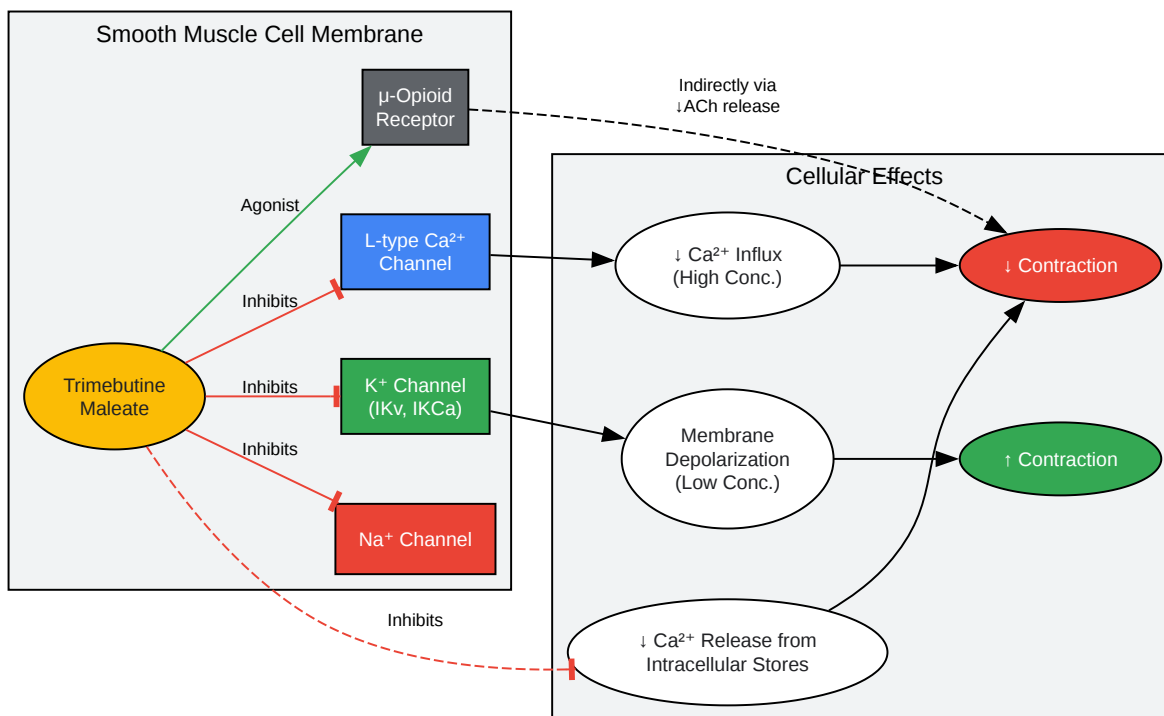 Smooth Muscle Cell Membrane
μ-Opioid
Receptor
Indirectly via
↓ACh release
Cellular Effects
Agonist
L-type Ca²⁺
Channel
↓ Ca²⁺ Influx
(High Conc.)
↓ Contraction
Inhibits
Trimebutine
Maleate
Inhibits
K⁺ Channel
(IKv, IKCa)
Membrane
Depolarization
(Low Conc.)
↑ Contraction
Inhibits
Na⁺ Channel
Inhibits
↓ Ca²⁺ Release from
Intracellular Stores